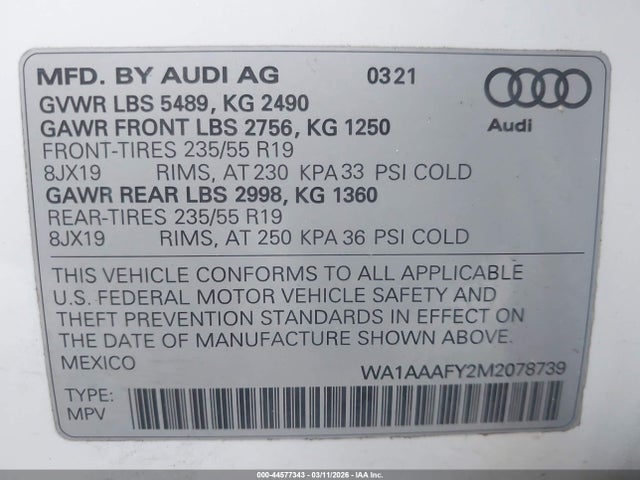 MFD. BY AUDI AG 03 21
GVWR LBS 5489, KG 2490
GAWR FRONT LBS 2756, KG 1250
FRONT-TIRES 235/55 R19
8JX19 RIMS, AT 230 KPA 33 PSI COLD
GAWR REAR LBS 2998, KG 1360
REAR-TIRES 235/55 R19
8JX19 RIMS, AT 250 KPA 36 PSI COLD
Audi
THIS VEHICLE CONFORMS TO ALL APPLICABLE
U.S. FEDERAL MOTOR VEHICLE SAFETY AND
THEFT PREVENTION STANDARDS IN EFFECT ON
THE DATE OF MANUFACTURE SHOWN ABOVE.
MEXICO
WA1AAAFY2M2078739
TYPE:
MPV
000-44577343 - 03/11/2026 - IAA Inc.